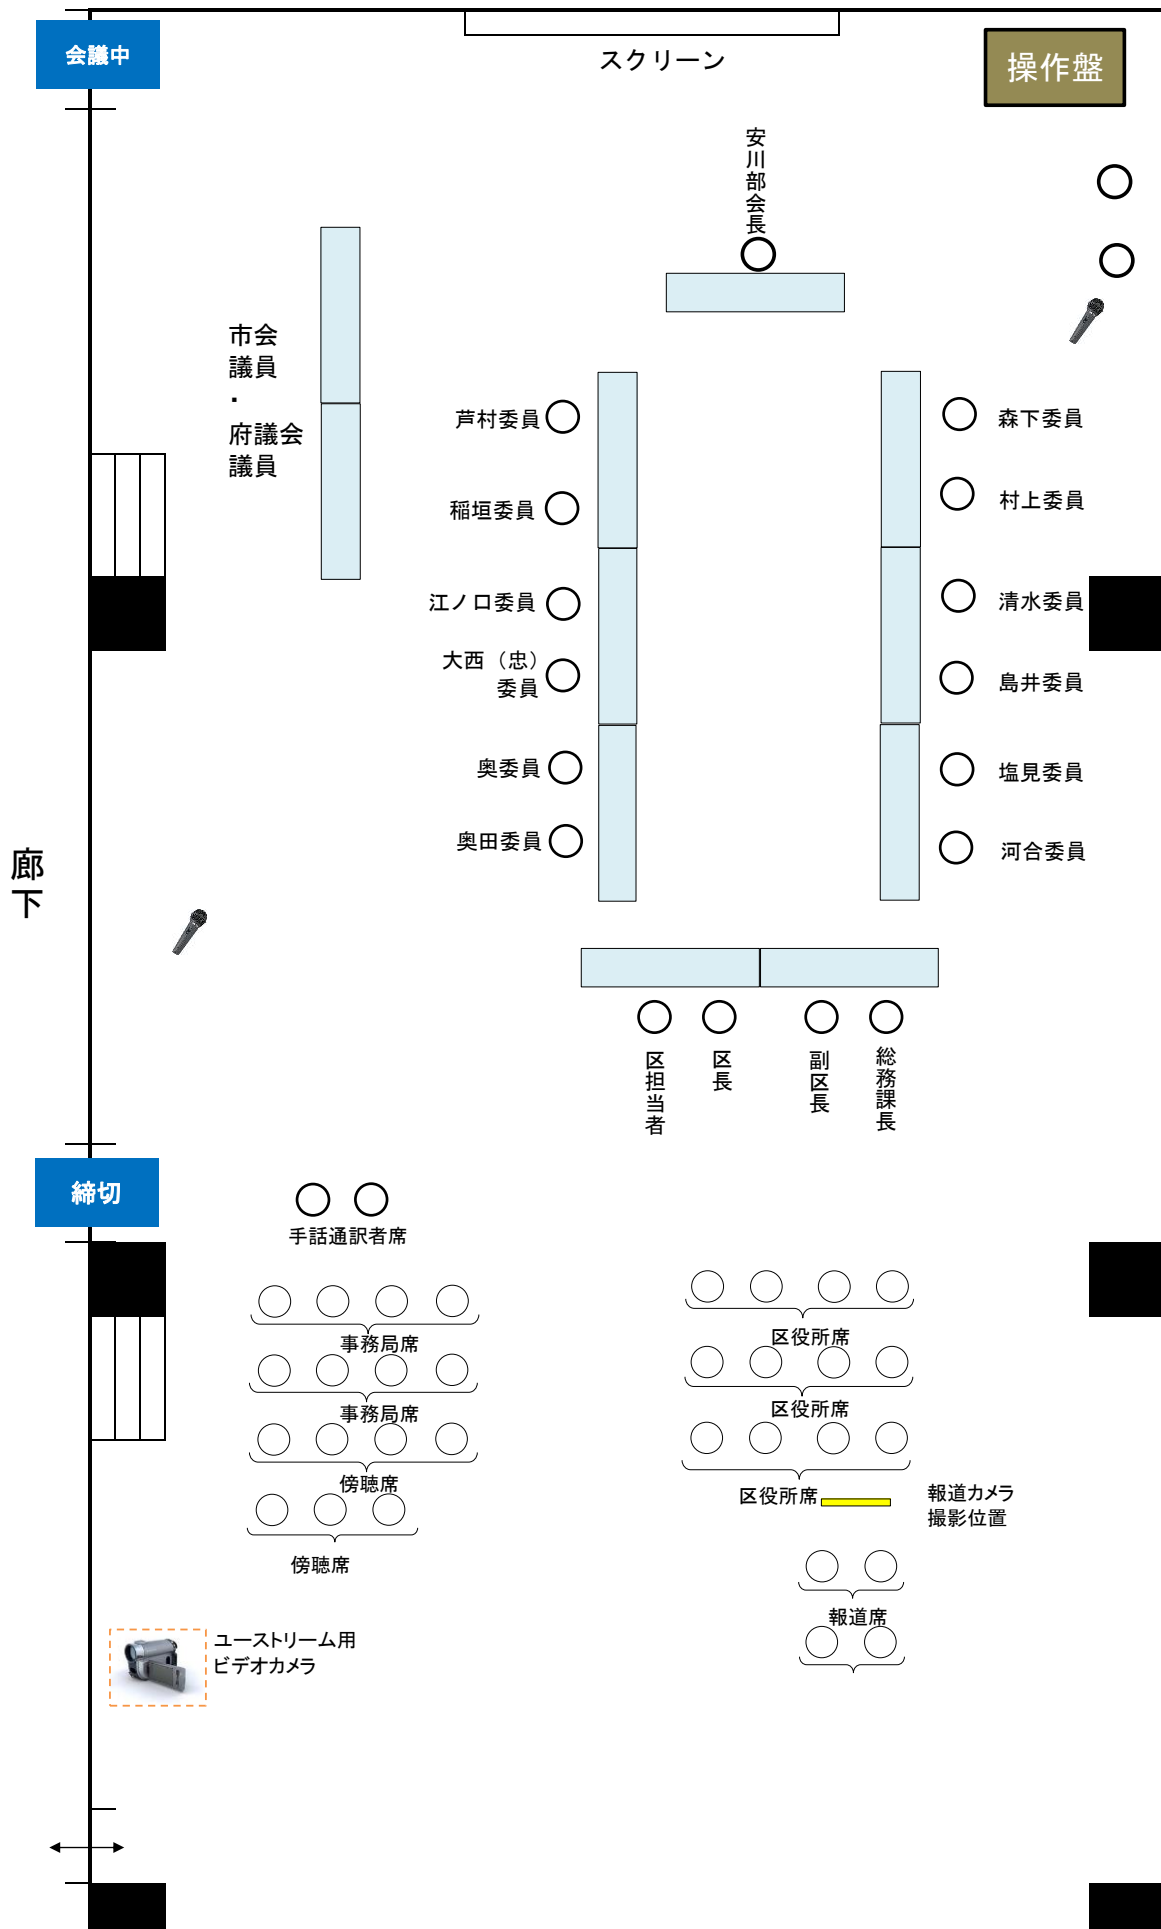 会議中
スクリーン
操作盤
安川部会長
市会
議員
・
府議会
議員
芦村委員
森下委員
稲垣委員
村上委員
江ノ口委員
清水委員
大西（忠）
委員
島井委員
奥委員
塩見委員
奥田委員
河合委員
廊下
区担当者
区長
副区長
総務課長
締切
手話通訳者席
事務局席
区役所席
事務局席
区役所席
傍聴席
区役所席
報道カメラ
撮影位置
傍聴席
報道席
ユーストリーム用
ビデオカメラ